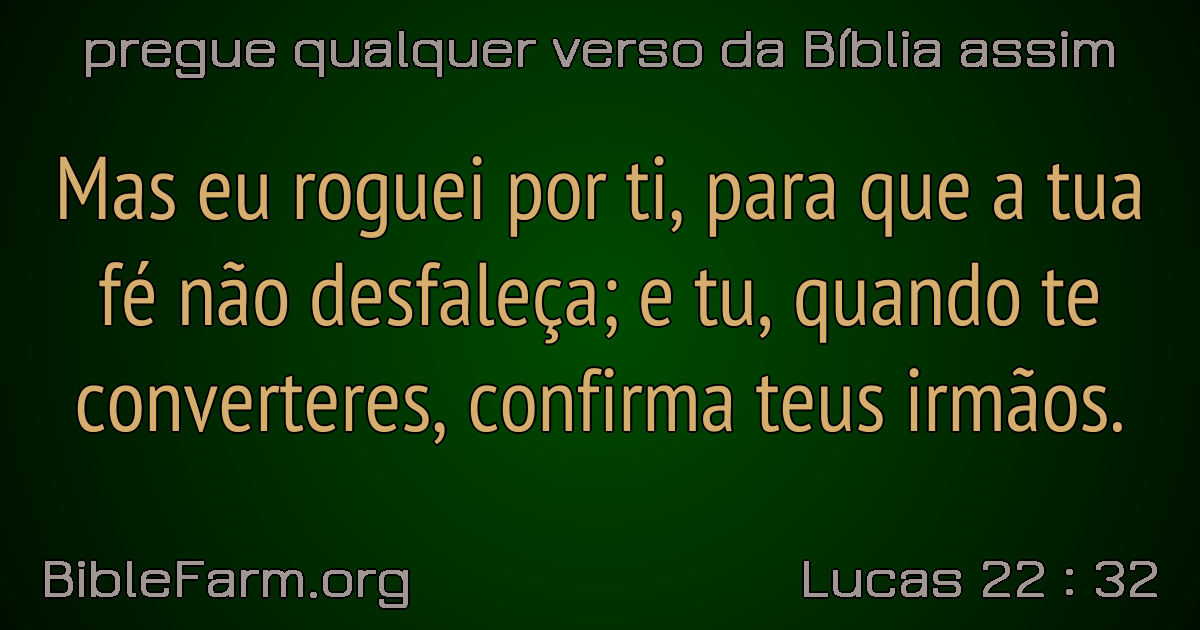 pregue qualquer verso da Bíblia assim
Mas eu roguei por ti, para que a tua
fé não desfaleça; e tu, quando te
converteres, confirma teus irmãos.
BibleFarm.org
Lucas 22 : 32